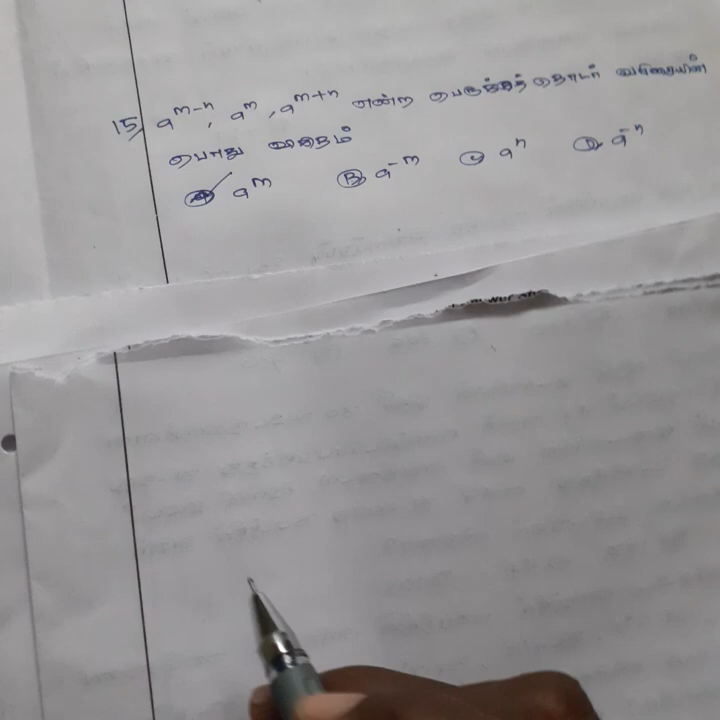 15, a^{m-n}, a^m, a^{m+n} என்ற பெருக்குத் தொடர் வரிசையின்
பொது விகிதம்
(A) a^m (B) a^{-m} (C) a^n (D) a^{-n}